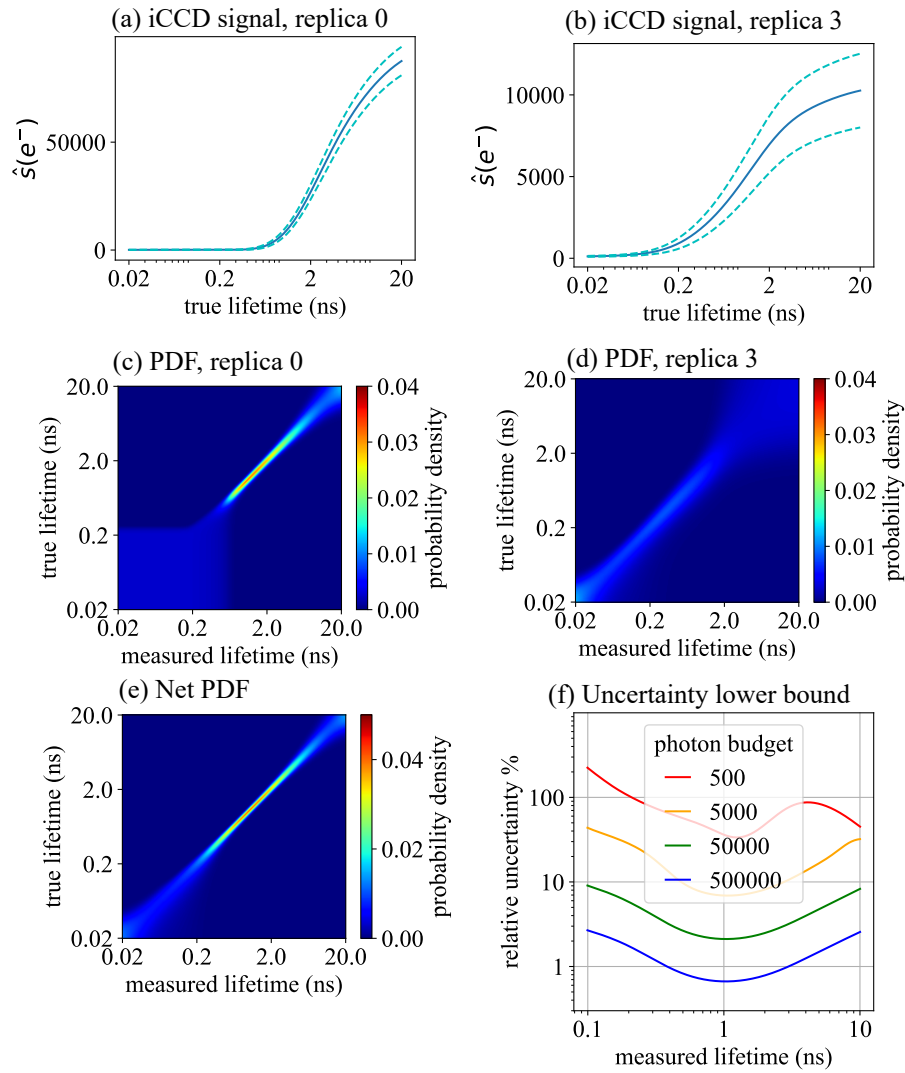 (a) iCCD signal, replica 0
50000
0
ŝ(e⁻)
0.02 0.2 2 20
true lifetime (ns)
(b) iCCD signal, replica 3
10000
5000
0
ŝ(e⁻)
0.02 0.2 2 20
true lifetime (ns)
(c) PDF, replica 0
20.0
2.0
0.2
0.02
true lifetime (ns)
0.02 0.2 2.0 20.0
measured lifetime (ns)
0.04
0.03
0.02
0.01
0.00
probability density
(d) PDF, replica 3
20.0
2.0
0.2
0.02
true lifetime (ns)
0.02 0.2 2.0 20.0
measured lifetime (ns)
0.04
0.03
0.02
0.01
0.00
probability density
(e) Net PDF
20.0
2.0
0.2
0.02
true lifetime (ns)
0.02 0.2 2.0 20.0
measured lifetime (ns)
0.04
0.02
0.00
probability density
(f) Uncertainty lower bound
photon budget
500
5000
50000
500000
100
10
1
relative uncertainty %
0.1 1 10
measured lifetime (ns)